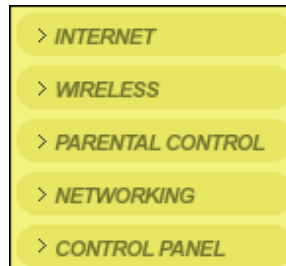 > INTERNET
> WIRELESS
> PARENTAL CONTROL
> NETWORKING
> CONTROL PANEL